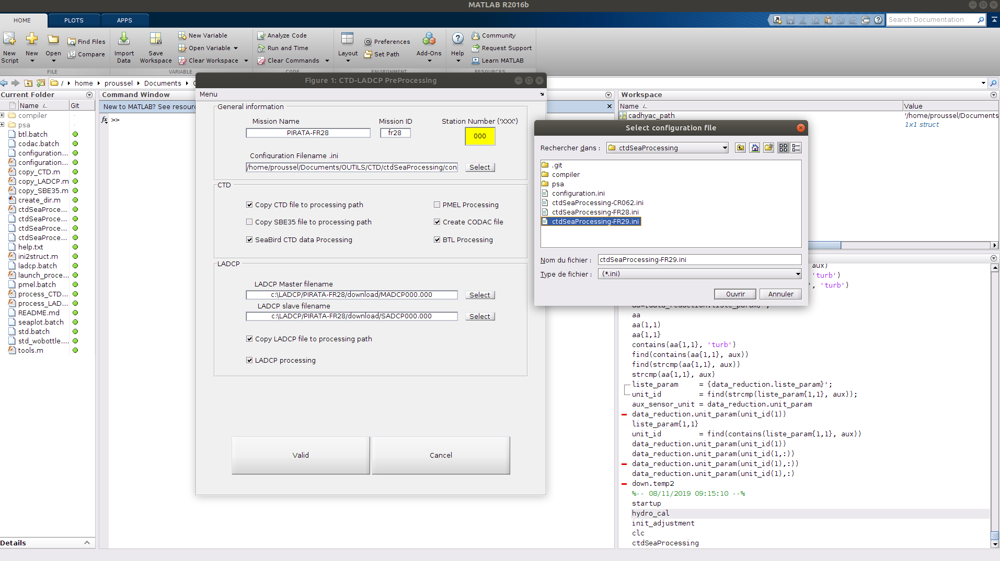 MATLAB R2016b
HOME PLOTS APPS
Search Documentation
New Script
New
Open
Find Files
Compare
Import Data
Save Workspace
New Variable
Open Variable
Clear Workspace
Analyze Code
Run and Time
Clear Commands
Layout
Preferences
Set Path
Add-Ons
Help
Community
Request Support
Learn MATLAB
FILE VARIABLE CODE ENVIRONMENT RESOURCES
/ home proussel Documents
Current Folder
Name Git
compiler
psa
btl.batch
codac.batch
configuration...
configuration...
copy_CTD.m
copy_LADCP.m
copy_SBE35.m
create_dir.m
ctdSeaProce...
ctdSeaProce...
ctdSeaProce...
ctdSeaProce...
help.txt
ini2struct.m
ladcp.batch
launch_proce...
pmel.batch
process_CTD...
process_LAD...
README.md
seaplot.batch
std.batch
std_wobottle....
tools.m
Details
Command Window
New to MATLAB? See resourc
fx >>
Figure 1: CTD-LADCP PreProcessing
Menu
General information
Mission Name Mission ID Station Number ('XXX')
PIRATA-FR28 fr28 000
Configuration Filename .ini
/home/proussel/Documents/OUTILS/CTD/ctdSeaProcessing/con Select
CTD
Copy CTD file to processing path PMEL Processing
Copy SBE35 file to processing path Create CODAC file
SeaBird CTD data Processing BTL Processing
LADCP
LADCP Master filename
c:\LADCP/PIRATA-FR28/download/MADCP000.000 Select
LADCP slave filename
c:\LADCP/PIRATA-FR28/download/SADCP000.000 Select
Copy LADCP file to processing path
LADCP processing
Valid Cancel
Workspace
Name Value
cadhyac_path '/home/proussel/Documents
1x1 struct
Select configuration file
Rechercher dans : ctdSeaProcessing
.git
compiler
psa
configuration.ini
ctdSeaProcessing-CR062.ini
ctdSeaProcessing-FR28.ini
ctdSeaProcessing-FR29.ini
Nom du fichier : ctdSeaProcessing-FR29.ini
Type de fichier : (*.ini)
Ouvrir Annuler
aux)
'turb')
', 'turb')
aa={data_reduction.liste_param}';
aa
aa(1,1)
aa{1,1}
contains(aa{1,1}, 'turb')
find(contains(aa{1,1}, aux))
find(strcmp(aa{1,1}, aux))
strcmp(aa{1,1}, aux)
liste_param = {data_reduction.liste_param}';
unit_id = find(strcmp(liste_param{1,1}, aux));
aux_sensor_unit = data_reduction.unit_param
data_reduction.unit_param(unit_id(1))
liste_param{1,1}
unit_id = find(contains(liste_param{1,1}, aux))
data_reduction.unit_param(unit_id(1))
data_reduction.unit_param(unit_id(1,:))
data_reduction.unit_param(unit_id(1),:))
data_reduction.unit_param(unit_id(1),:)
down.temp2
%-- 08/11/2019 09:15:10 --%
startup
hydro_cal
init_adjustment
clc
ctdSeaProcessing